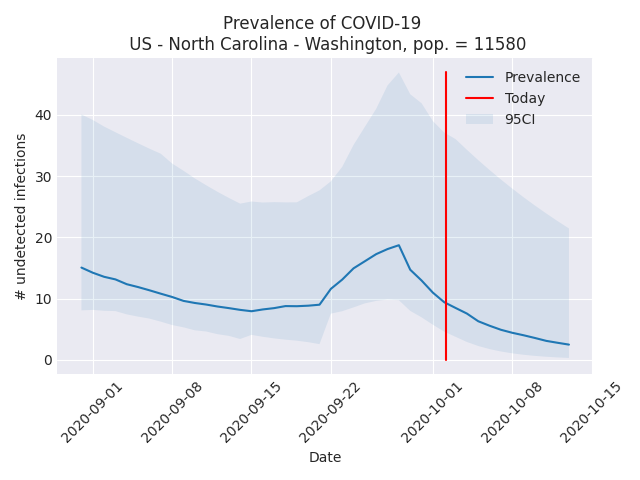 Prevalence of COVID-19
US - North Carolina - Washington, pop. = 11580
Prevalence
Today
95CI
# undetected infections
40
30
20
10
0
2020-09-01
2020-09-08
2020-09-15
2020-09-22
2020-10-01
2020-10-08
2020-10-15
Date